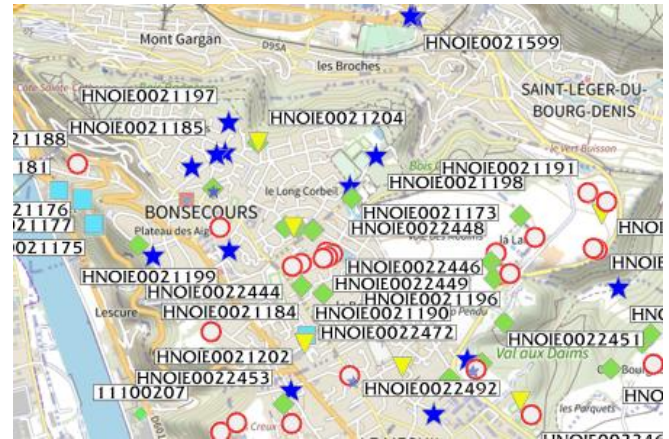 Mont Gargan
D95A
HNOIE0021599
les Broches
SAINT-LÉGER-DU-
BOURG-DENIS
HNOIE0021197
HNOIE0021204
HNOIE0021185
21188
le Vert Buisson
HNOIE0021191
181
HNOIE0021198
le Long Corbeil
21176
BONSECOURS
HNOIE0021173
21177
Plateau des Aig
HNOIE0022448
0021175
HNOIE0021199
HNOIE0022446
HNOIE0022444
HNOIE0022449
HNOIE0021196
Lescure
HNOIE0021184
HNOIE0021190
HNOIE0022472
HNOIE0022451
HNOIE0021202
Val aux Daims
HNOIE0022453
HNOIE0022492
11100207
les Parquets